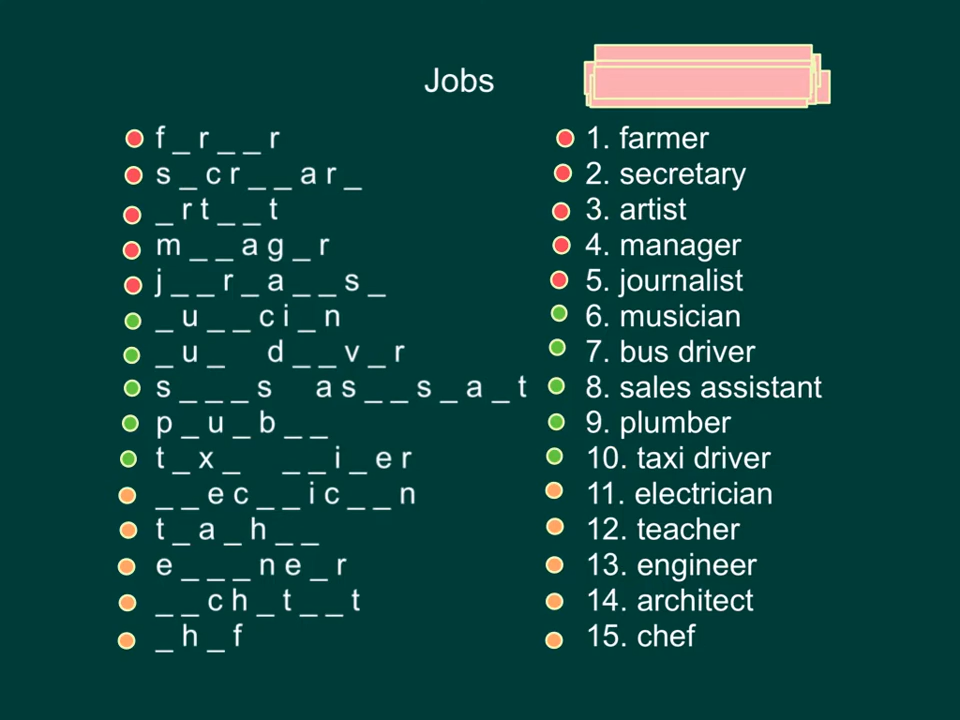 Jobs
f _ r _ _ r
s _ c r _ _ a r _
_ r t _ _ t
m _ _ a g _ r
j _ _ r _ a _ _ s _
_ u _ _ c i _ n
_ u _ d _ _ v _ r
s _ _ _ s a s _ _ s _ a _ t
p _ u _ b _ _
t _ x _ _ _ i _ e r
_ _ e c _ _ i c _ _ n
t _ a _ h _ _
e _ _ _ n e _ r
_ _ c h _ t _ _ t
_ h _ f
1. farmer
2. secretary
3. artist
4. manager
5. journalist
6. musician
7. bus driver
8. sales assistant
9. plumber
10. taxi driver
11. electrician
12. teacher
13. engineer
14. architect
15. chef